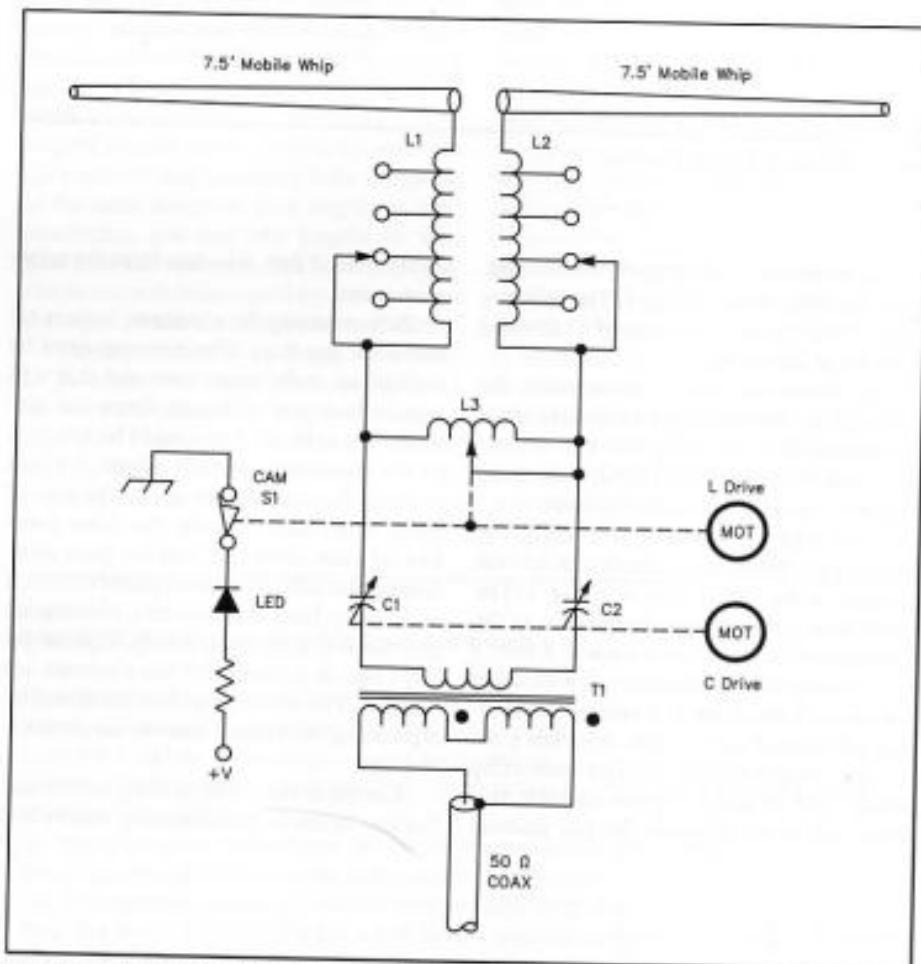 7.5' Mobile Whip
7.5' Mobile Whip
L1
L2
L3
CAM
S1
L Drive
MOT
LED
C1
C2
MOT
C Drive
T1
+V
50 Ω
COAX